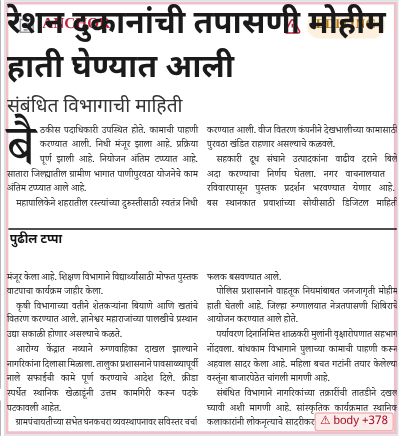 रेशन दुकानांची तपासणी मोहीम
हाती घेण्यात आली
संबंधित विभागाची माहिती
बैठकीस पदाधिकारी उपस्थित होते. कामाची पाहणी
करण्यात आली. निधी मंजूर झाला आहे. प्रक्रिया
पूर्ण झाली आहे. नियोजन अंतिम टप्प्यात आहे.
सातारा जिल्ह्यातील ग्रामीण भागात पाणीपुरवठा योजनेचे काम
अंतिम टप्प्यात आले आहे.
महापालिकेने शहरातील रस्त्यांच्या दुरुस्तीसाठी स्वतंत्र निधी
करण्यात आली. वीज वितरण कंपनीने देखभालीच्या कामासाठी
पुरवठा खंडित राहणार असल्याचे कळवले.
सहकारी दूध संघाने उत्पादकांना वाढीव दराने बिले
अदा करण्याचा निर्णय घेतला. नगर वाचनालयात
रविवारपासून पुस्तक प्रदर्शन भरवण्यात येणार आहे.
बस स्थानकात प्रवाशांच्या सोयीसाठी डिजिटल माहिती
पुढील टप्पा
मंजूर केला आहे. शिक्षण विभागाने विद्यार्थ्यांसाठी मोफत पुस्तक
वाटपाचा कार्यक्रम जाहीर केला.
कृषी विभागाच्या वतीने शेतकऱ्यांना बियाणे आणि खतांचे
वितरण करण्यात आले. ज्ञानेश्वर महाराजांच्या पालखीचे प्रस्थान
उद्या सकाळी होणार असल्याचे कळते.
आरोग्य केंद्रात नव्याने रुग्णवाहिका दाखल झाल्याने
नागरिकांना दिलासा मिळाला. तालुका प्रशासनाने पावसाळ्यापूर्वी
नाले सफाईची कामे पूर्ण करण्याचे आदेश दिले. क्रीडा
स्पर्धेत स्थानिक खेळाडूंनी उत्तम कामगिरी करून पदके
पटकावली आहेत.
ग्रामपंचायतीच्या सभेत घनकचरा व्यवस्थापनावर सविस्तर चर्चा
फलक बसवण्यात आले.
पोलिस प्रशासनाने वाहतूक नियमांबाबत जनजागृती मोहीम
हाती घेतली आहे. जिल्हा रुग्णालयात नेत्रतपासणी शिबिराचे
आयोजन करण्यात आले होते.
पर्यावरण दिनानिमित्त शाळकरी मुलांनी वृक्षारोपणात सहभाग
नोंदवला. बांधकाम विभागाने पुलाच्या कामाची पाहणी करून
अहवाल सादर केला आहे. महिला बचत गटांनी तयार केलेल्या
वस्तूंना बाजारपेठेत चांगली मागणी आहे.
संबंधित विभागाने नागरिकांच्या तक्रारींची तातडीने दखल
घ्यावी अशी मागणी आहे. सांस्कृतिक कार्यक्रमात स्थानिक
कलाकारांनी लोकनृत्याचे सादरीकरण
⚠ body +378